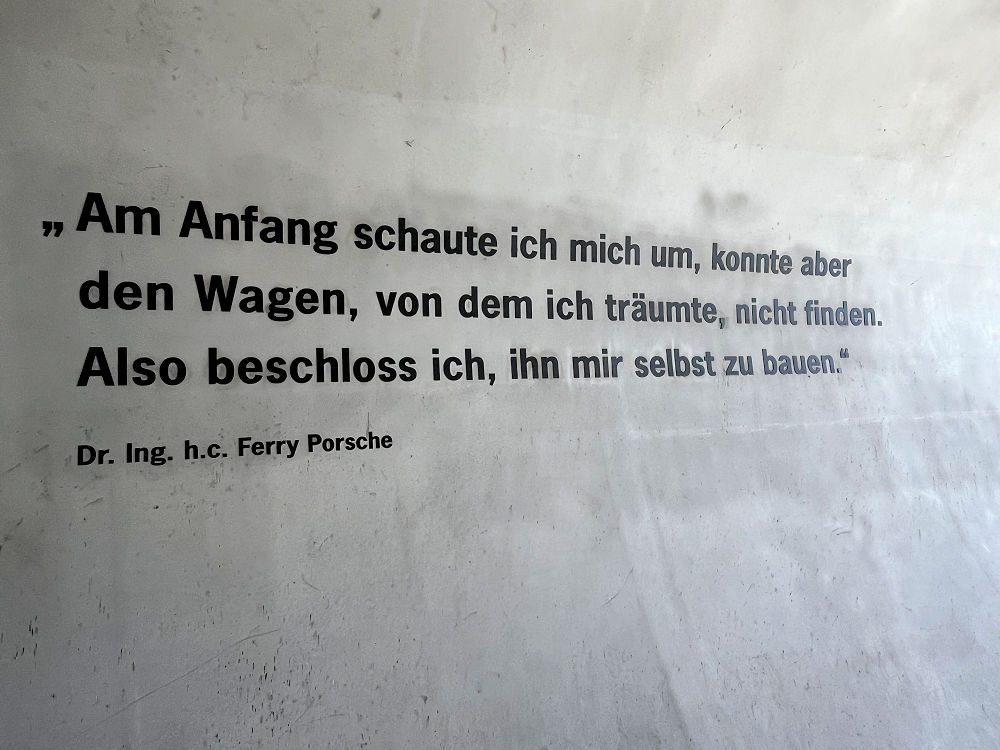 „Am Anfang schaute ich mich um, konnte aber
den Wagen, von dem ich träumte, nicht finden.
Also beschloss ich, ihn mir selbst zu bauen.“
Dr. Ing. h.c. Ferry Porsche